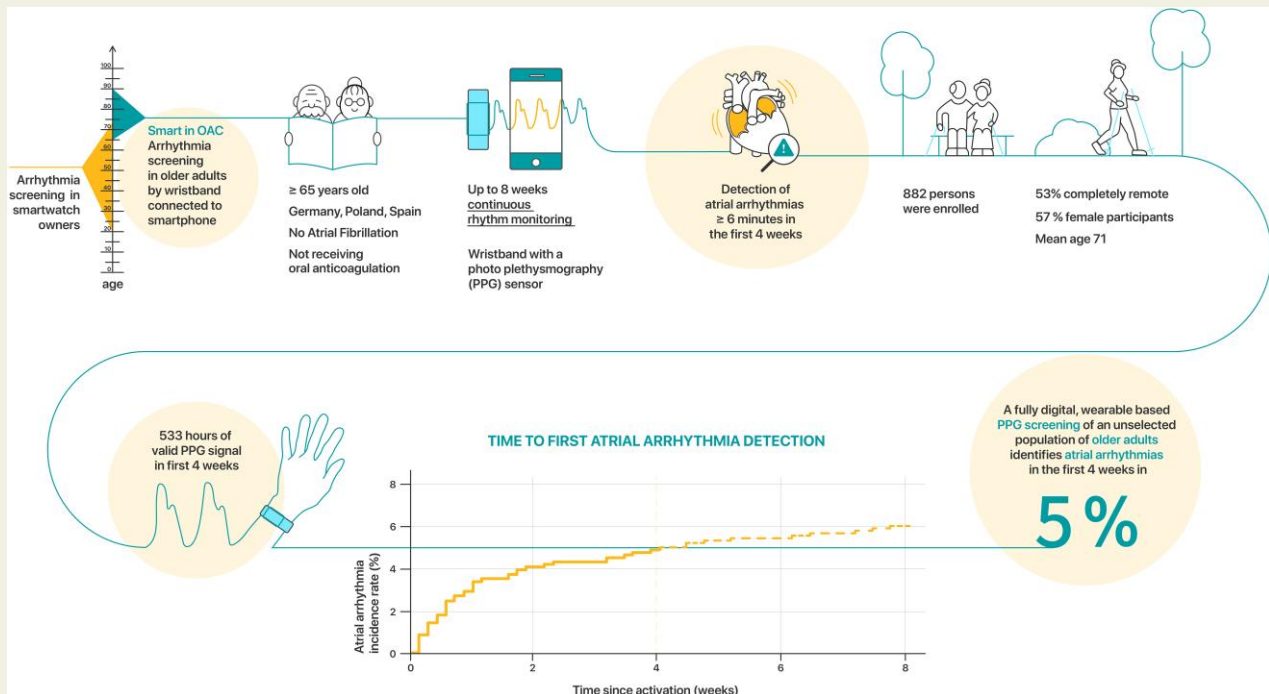 100
90
80
70
60
50
40
30
20
10
0
age
Arrhythmia
screening in
smartwatch
owners
Smart in OAC
Arrhythmia
screening
in older adults
by wristband
connected to
smartphone
≥ 65 years old
Germany, Poland, Spain
No Atrial Fibrillation
Not receiving
oral anticoagulation
Up to 8 weeks
continuous
rhythm monitoring
Wristband with a
photo plethysmography
(PPG) sensor
Detection of
atrial arrhythmias
≥ 6 minutes in
the first 4 weeks
882 persons
were enrolled
53% completely remote
57 % female participants
Mean age 71
533 hours of
valid PPG signal
in first 4 weeks
TIME TO FIRST ATRIAL ARRHYTHMIA DETECTION
Atrial arrhythmia
incidence rate (%)
8
6
4
2
0
0 2 4 6 8
Time since activation (weeks)
A fully digital, wearable based
PPG screening of an unselected
population of older adults
identifies atrial arrhythmias
in the first 4 weeks in
5 %